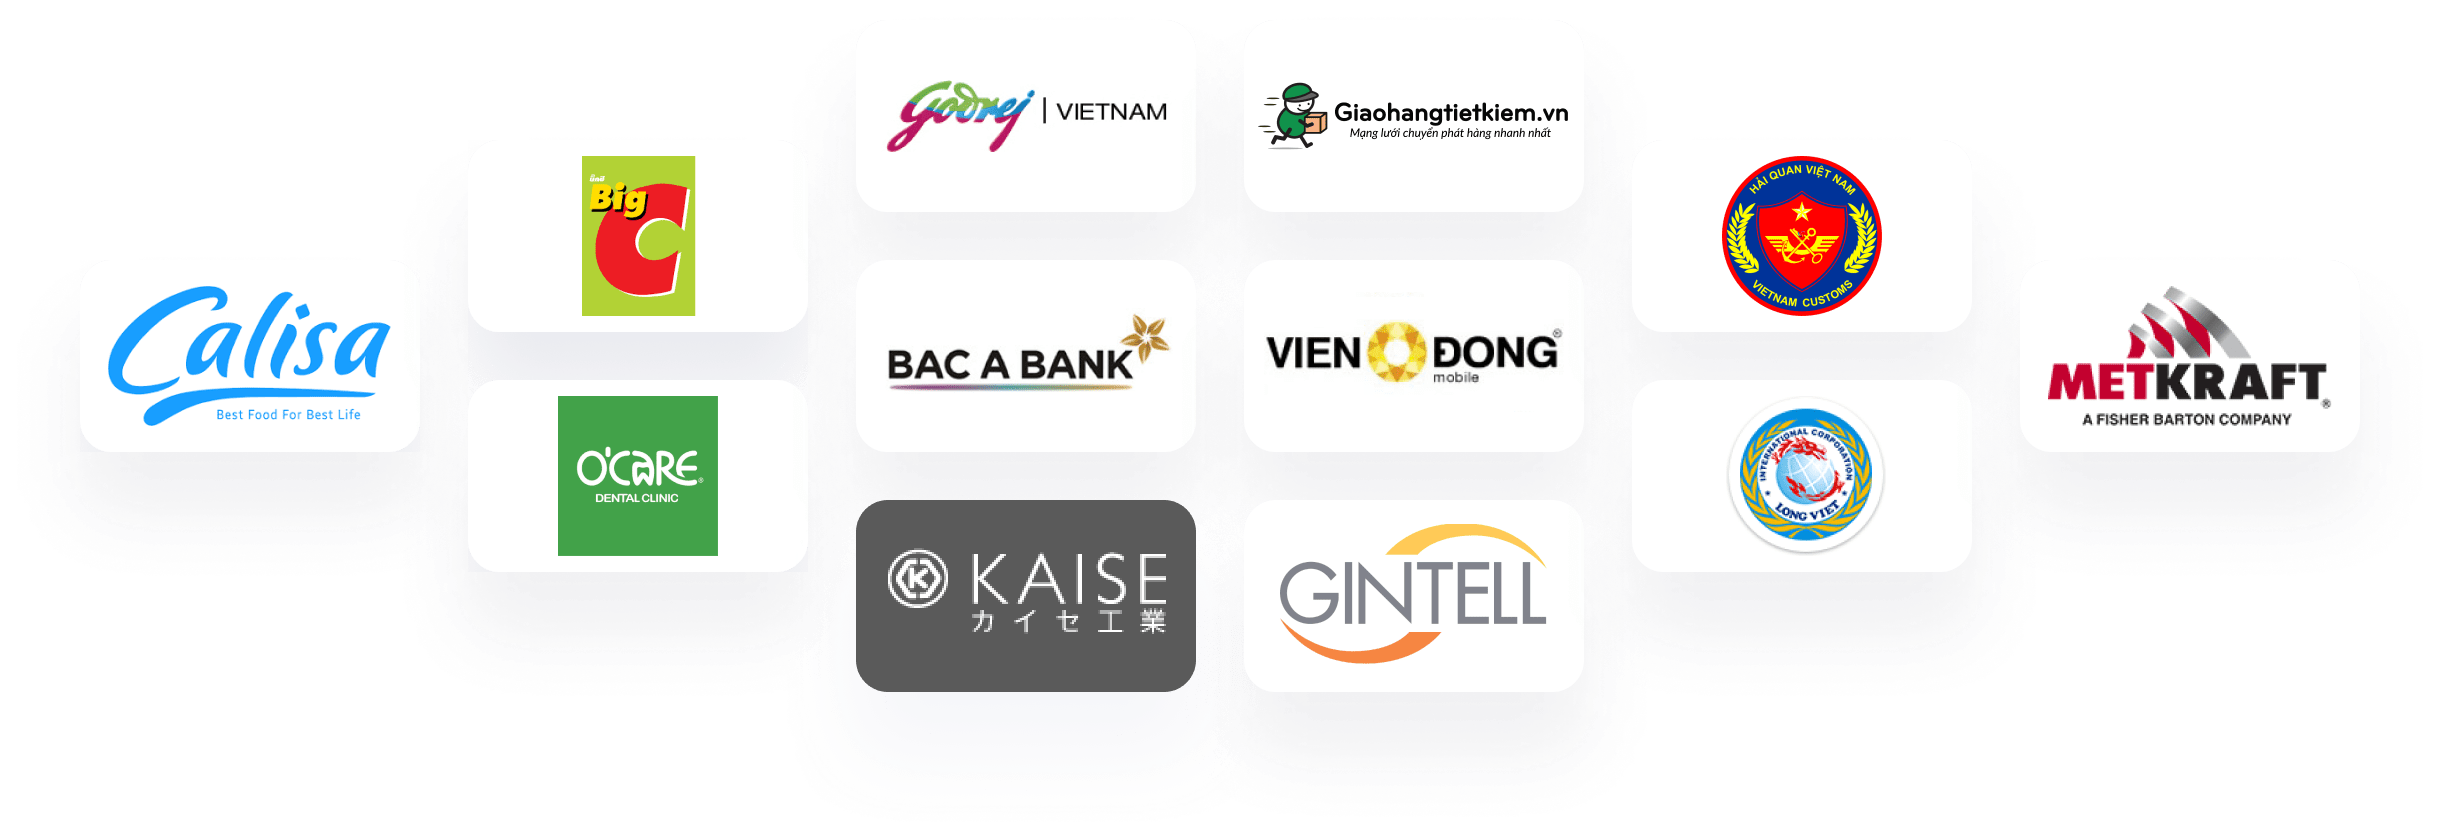 Calisa
Best Food For Best Life
Big
C
O'CARE®
DENTAL CLINIC
godrej | VIETNAM
BAC A BANK
KAISE
カイセ工業
Giaohangtietkiem.vn
Mạng lưới chuyển phát hàng nhanh nhất
VIEN ĐONG®
mobile
GINTELL
HẢI QUAN VIỆT NAM
VIETNAM CUSTOMS
INTERNATIONAL CORPORATION
LONG VIET
METKRAFT®
A FISHER BARTON COMPANY